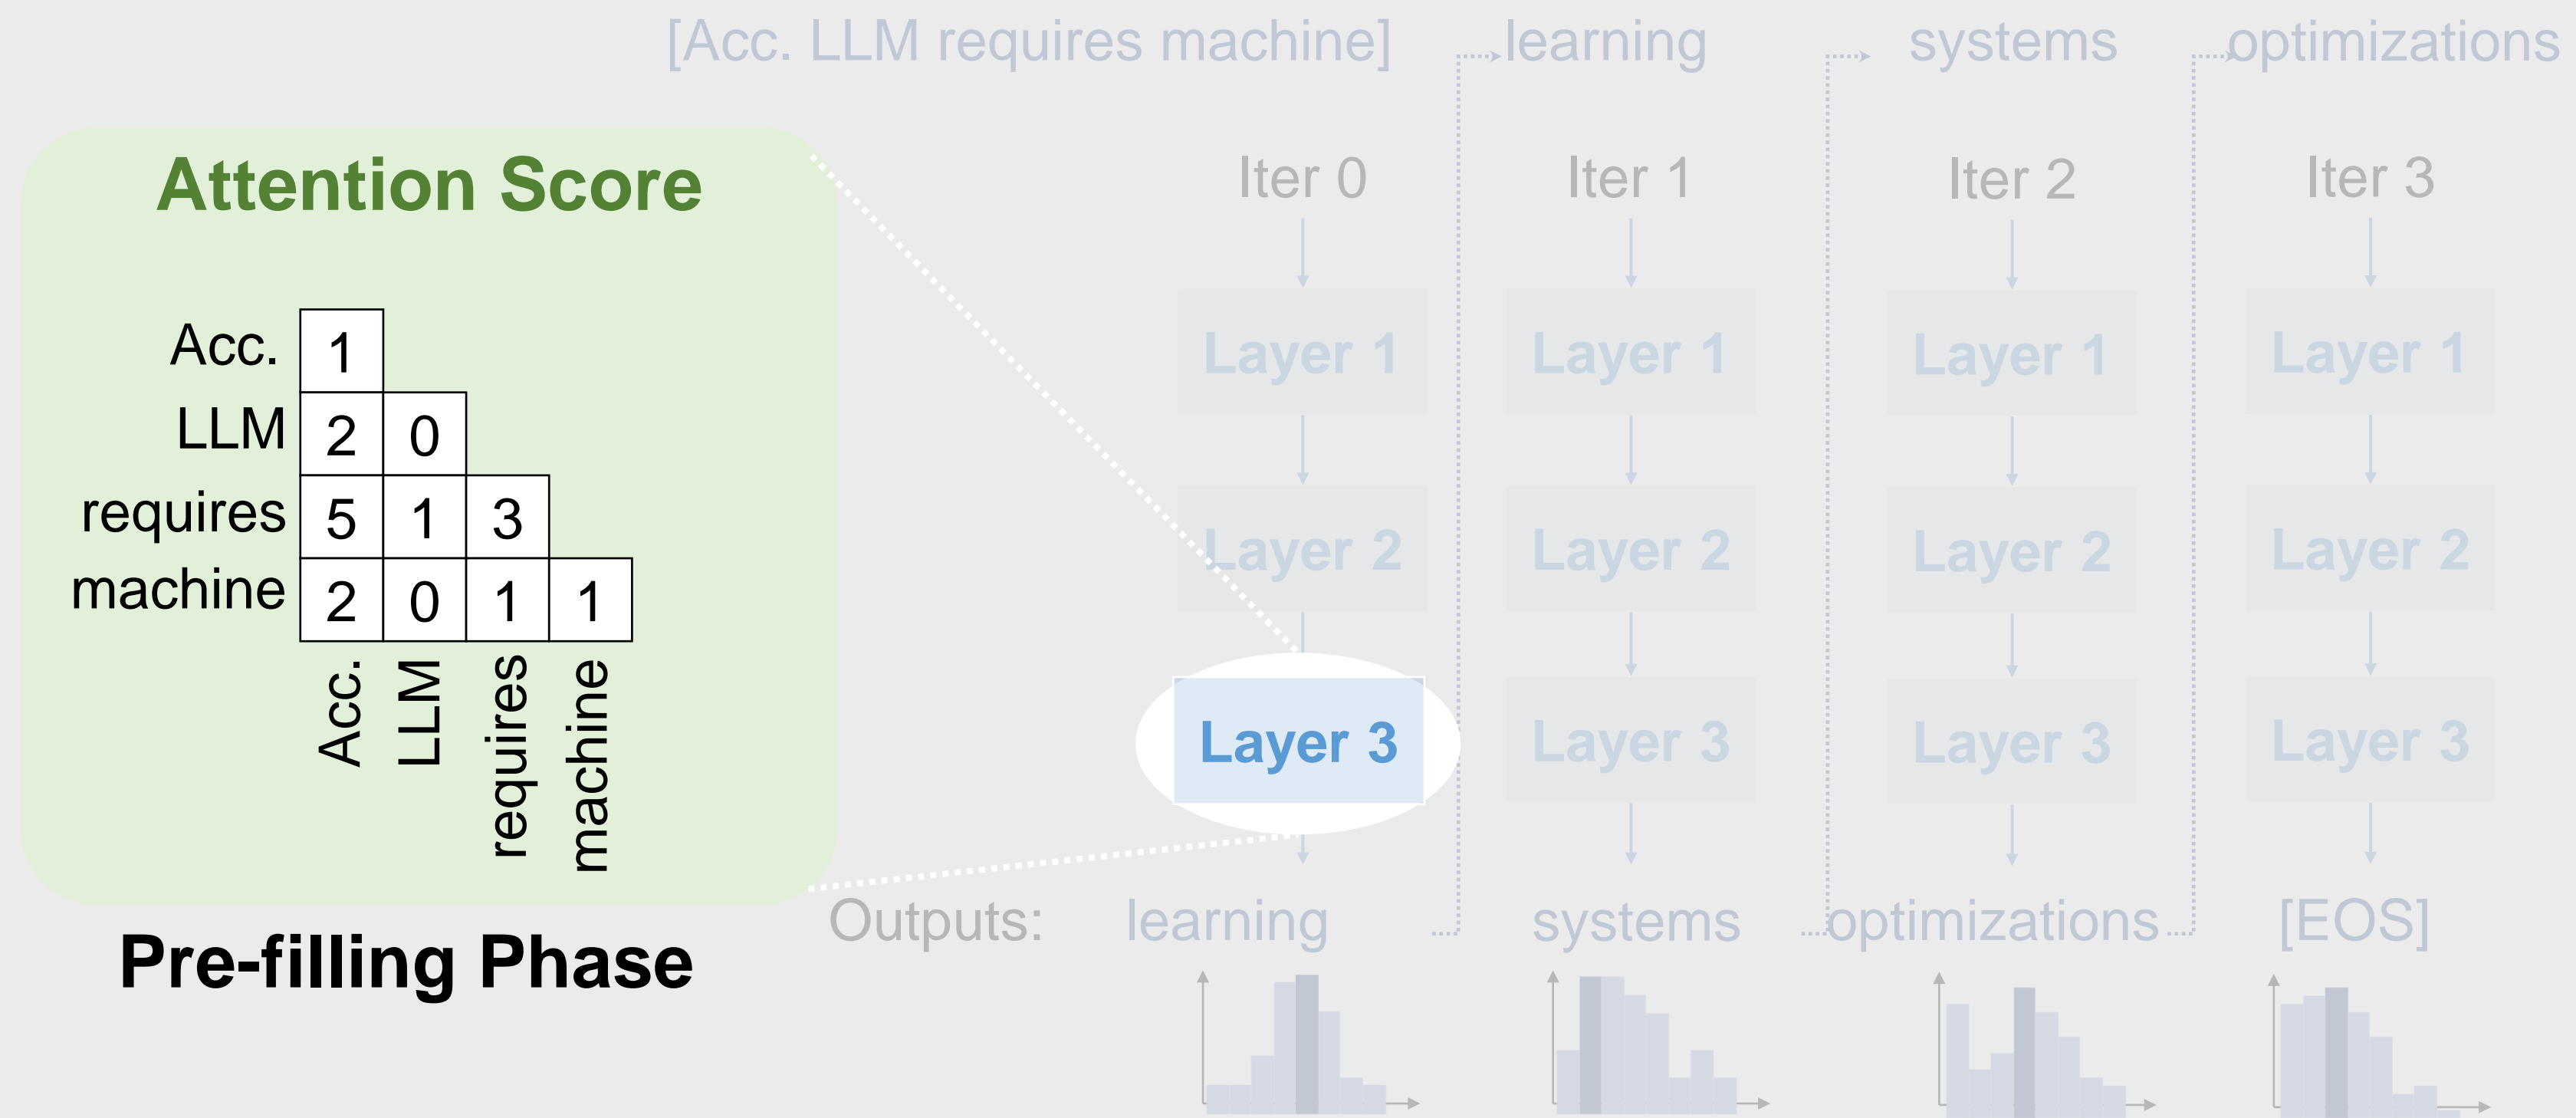 [Acc. LLM requires machine] learning systems optimizations
Attention Score
Iter 0 Iter 1 Iter 2 Iter 3
Acc. 1
LLM 2 0
requires 5 1 3
machine 2 0 1 1
Acc. LLM requires machine
Pre-filling Phase
Layer 1 Layer 1 Layer 1 Layer 1
Layer 2 Layer 2 Layer 2 Layer 2
Layer 3 Layer 3 Layer 3 Layer 3
Outputs: learning systems optimizations [EOS]